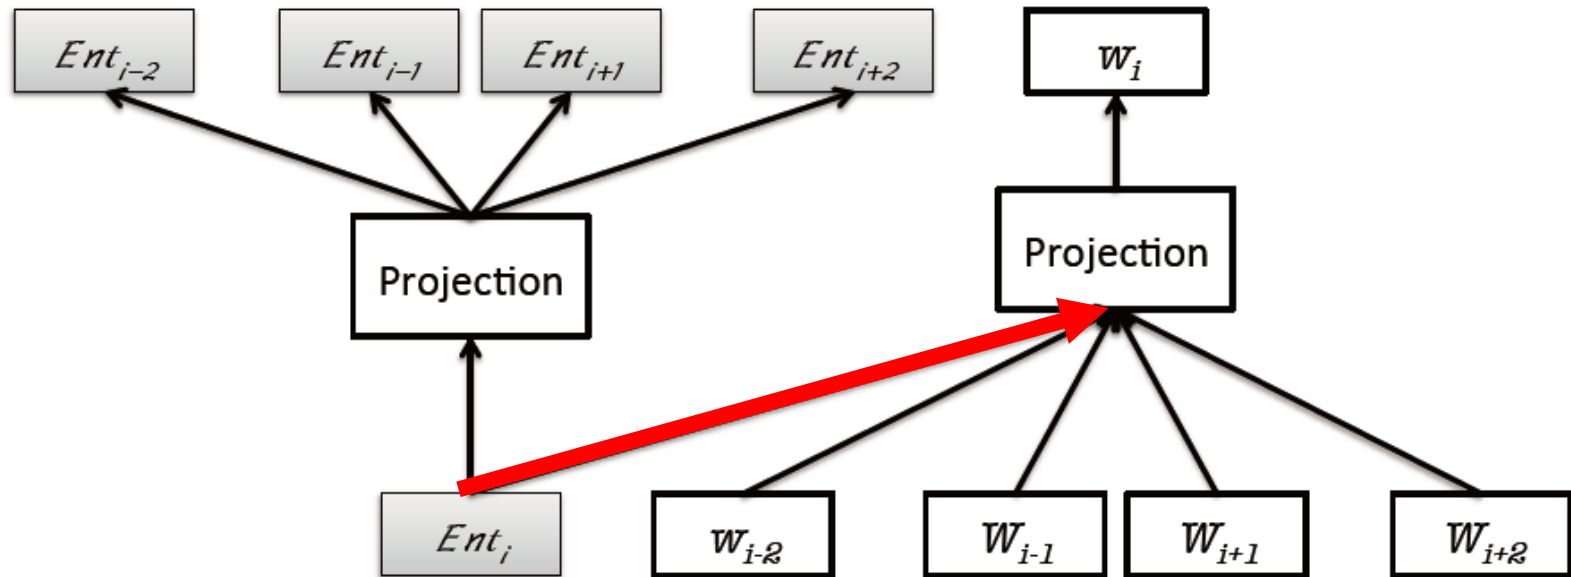 Ent_{i-2} Ent_{i-1} Ent_{i+1} Ent_{i+2} w_i
Projection Projection
Ent_i w_{i-2} W_{i-1} W_{i+1} W_{i+2}